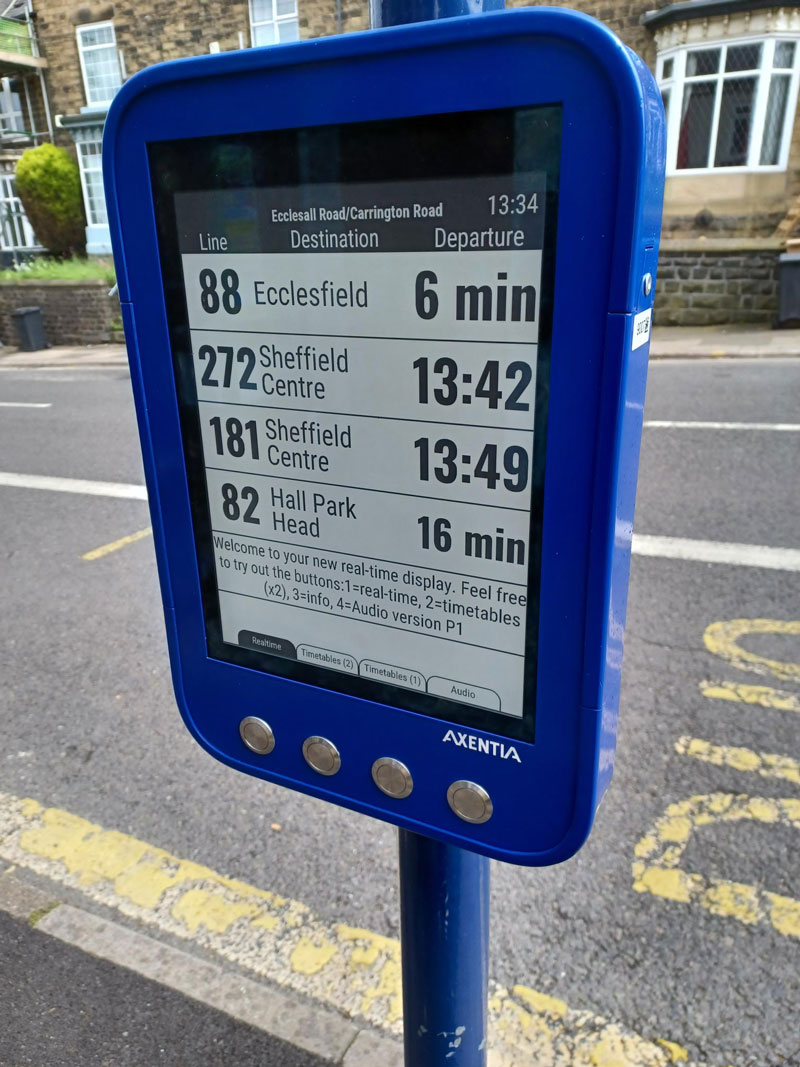 Ecclesall Road/Carrington Road 13:34
Line Destination Departure
88 Ecclesfield 6 min
272 Sheffield Centre 13:42
181 Sheffield Centre 13:49
82 Hall Park Head 16 min
Welcome to your new real-time display. Feel free
to try out the buttons:1=real-time, 2=timetables
(x2), 3=info, 4=Audio version P1
Realtime Timetables (2) Timetables (1) Audio
AXENTIA